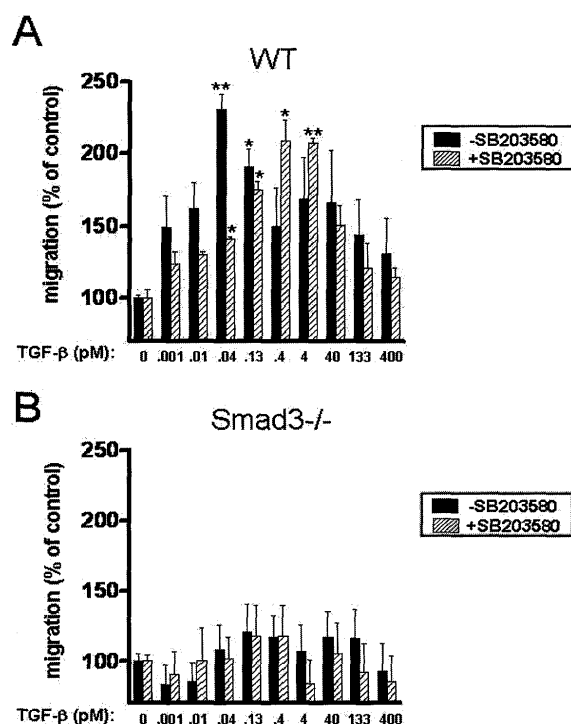 A
WT
250
200
150
100
migration (% of control)
** * * * * **
-SB203580
+SB203580
TGF-β (pM): 0 .001 .01 .04 .13 .4 4 40 133 400
B
Smad3-/-
250
200
150
100
migration (% of control)
-SB203580
+SB203580
TGF-β (pM): 0 .001 .01 .04 .13 .4 4 40 133 400